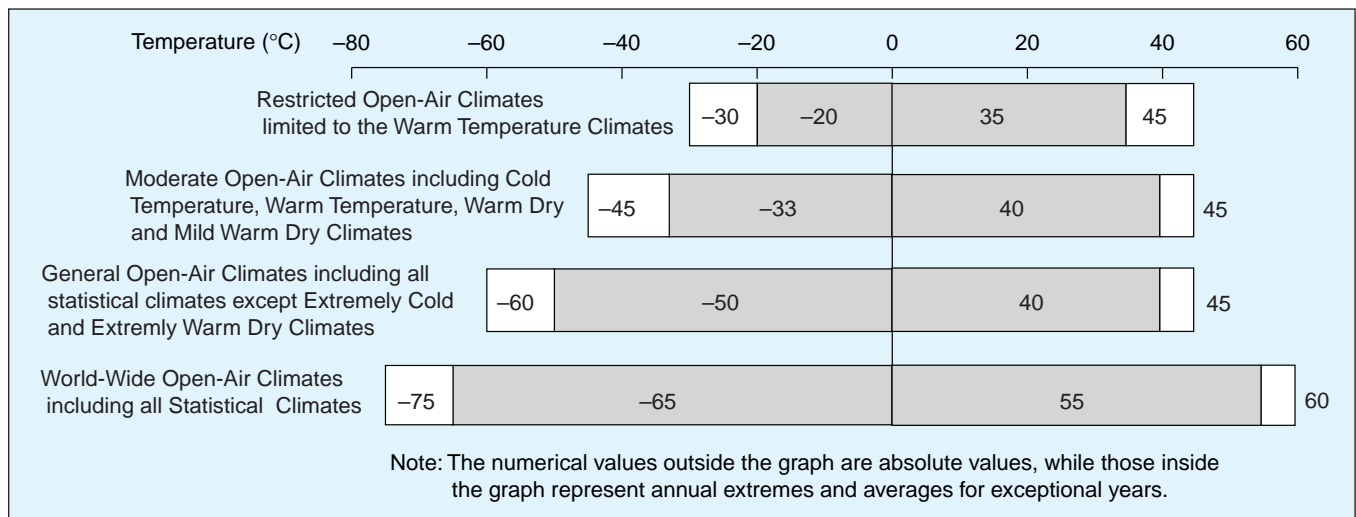 Temperature (°C) –80 –60 –40 –20 0 20 40 60
Restricted Open-Air Climates
limited to the Warm Temperature Climates
–30 –20 35 45
Moderate Open-Air Climates including Cold
Temperature, Warm Temperature, Warm Dry
and Mild Warm Dry Climates
–45 –33 40 45
General Open-Air Climates including all
statistical climates except Extremely Cold
and Extremly Warm Dry Climates
–60 –50 40 45
World-Wide Open-Air Climates
including all Statistical Climates
–75 –65 55 60
Note: The numerical values outside the graph are absolute values, while those inside
the graph represent annual extremes and averages for exceptional years.